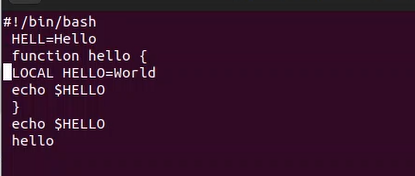 #!/bin/bash
HELL=Hello
function hello {
LOCAL HELLO=World
echo $HELLO
}
echo $HELLO
hello